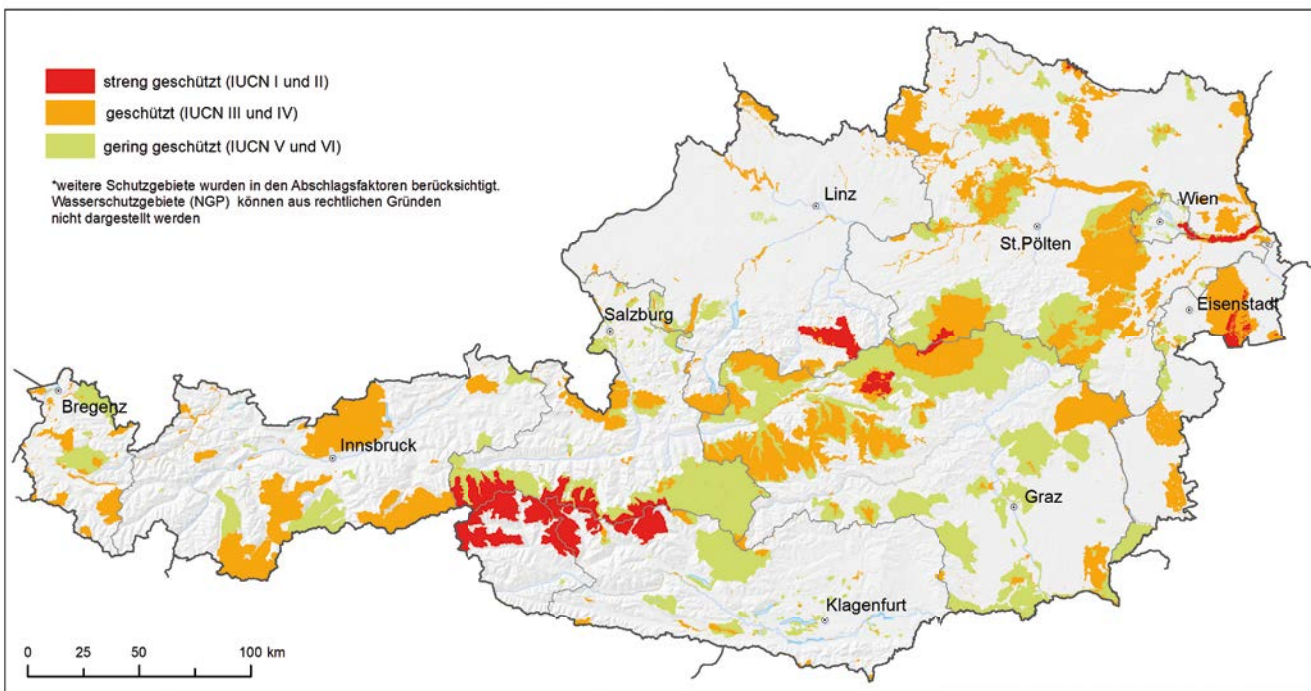 streng geschützt (IUCN I und II)
geschützt (IUCN III und IV)
gering geschützt (IUCN V und VI)
*weitere Schutzgebiete wurden in den Abschlagsfaktoren berücksichtigt.
Wasserschutzgebiete (NGP) können aus rechtlichen Gründen
nicht dargestellt werden
Linz
Wien
St.Pölten
Eisenstadt
Salzburg
Bregenz
Innsbruck
Graz
Klagenfurt
0 25 50 100 km